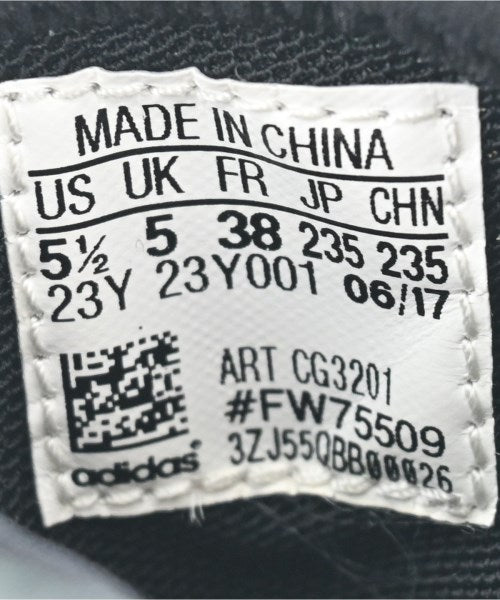 MADE IN CHINA
US UK FR JP CHN
5½ 5 38 235 235
23Y 23Y001 06/17
ART CG3201
#FW75509
3ZJ55QBB00026
adidas